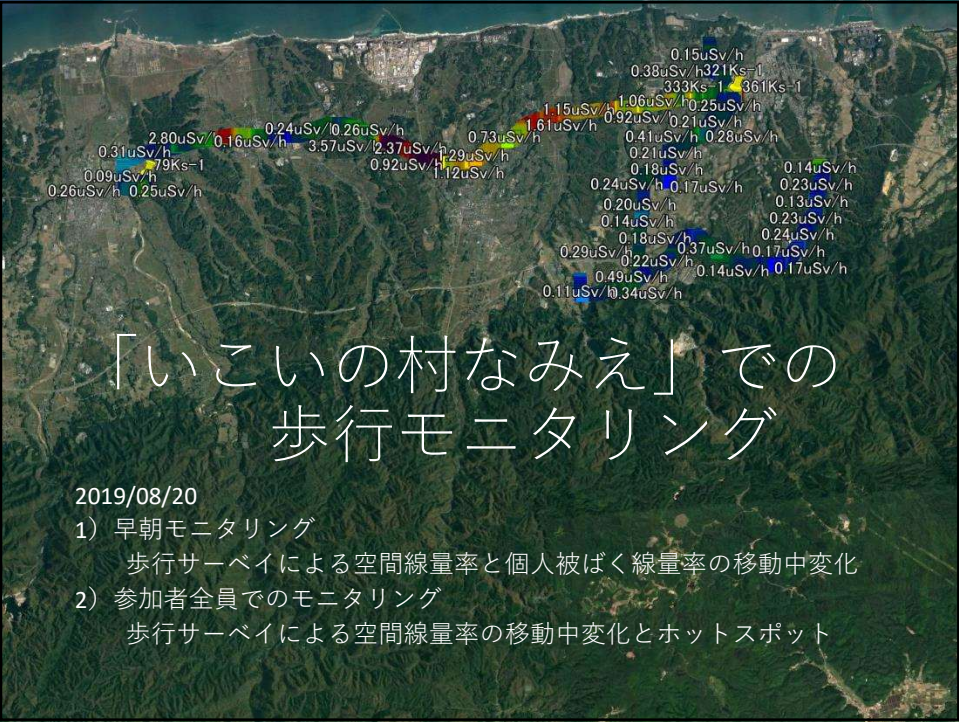 0.15uSv/h
0.38uSv/h 321Ks-1
333Ks-1 361Ks-1
1.15uSv/h 1.06uSv/h 0.25uSv/h
1.61uSv/h 0.92uSv/h 0.21uSv/h
2.80uSv/h 0.16uSv/h 0.24uSv/h 0.26uSv/h 0.73uSv/h 0.41uSv/h 0.28uSv/h
0.31uSv/h 3.57uSv/h 2.37uSv/h 0.21uSv/h
79Ks-1 0.92uSv/h 1.12uSv/h 0.18uSv/h 0.14uSv/h
0.09uSv/h 0.24uSv/h 0.17uSv/h 0.23uSv/h
0.26uSv/h 0.25uSv/h 0.20uSv/h 0.13uSv/h
0.14uSv/h 0.23uSv/h
0.18uSv/h 0.24uSv/h
0.29uSv/h 0.37uSv/h 0.17uSv/h
0.22uSv/h 0.14uSv/h 0.17uSv/h
0.49uSv/h
0.11uSv/h 0.34uSv/h
「いこいの村なみえ」での
歩行モニタリング
2019/08/20
1）早朝モニタリング
歩行サーベイによる空間線量率と個人被ばく線量率の移動中変化
2）参加者全員でのモニタリング
歩行サーベイによる空間線量率の移動中変化とホットスポット